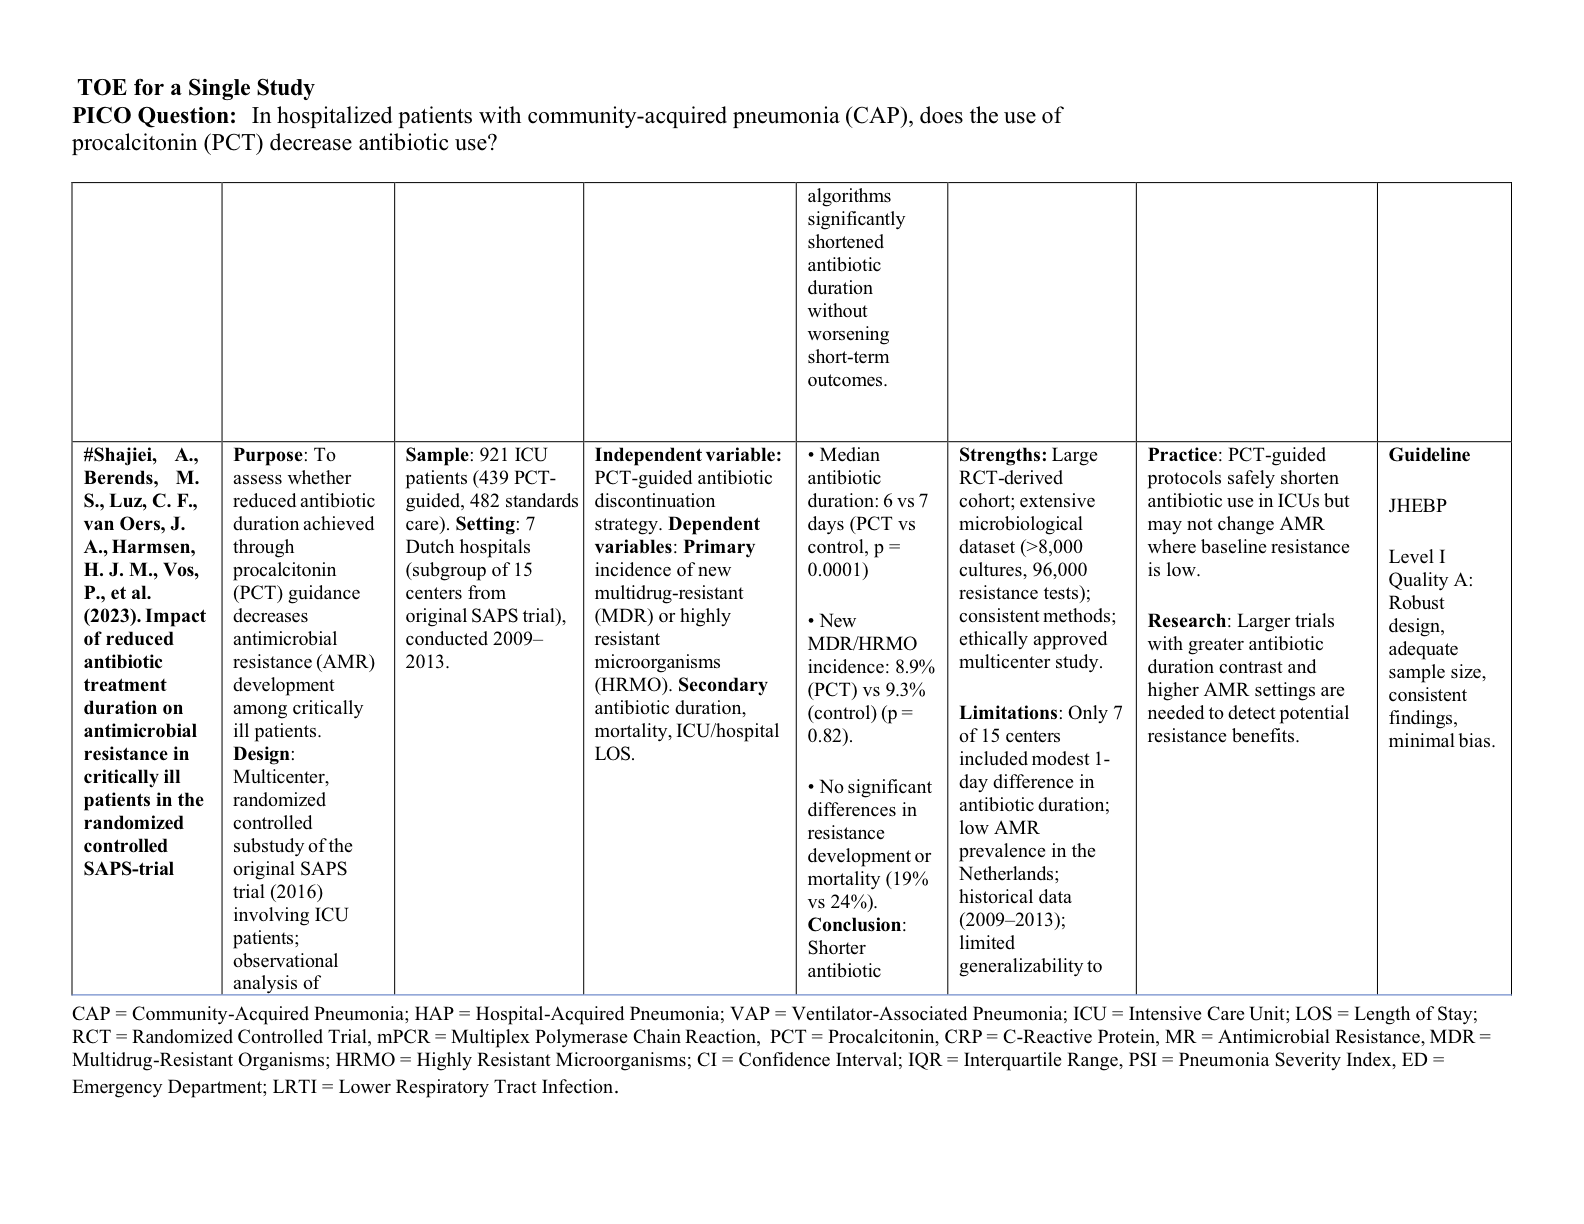 TOE for a Single Study
PICO Question: In hospitalized patients with community-acquired pneumonia (CAP), does the use of
procalcitonin (PCT) decrease antibiotic use?
algorithms
significantly
shortened
antibiotic
duration
without
worsening
short-term
outcomes.
#Shajiei, A.,
Berends, M.
S., Luz, C. F.,
van Oers, J.
A., Harmsen,
H. J. M., Vos,
P., et al.
(2023). Impact
of reduced
antibiotic
treatment
duration on
antimicrobial
resistance in
critically ill
patients in the
randomized
controlled
SAPS-trial
Purpose: To
assess whether
reduced antibiotic
duration achieved
through
procalcitonin
(PCT) guidance
decreases
antimicrobial
resistance (AMR)
development
among critically
ill patients.
Design:
Multicenter,
randomized
controlled
substudy of the
original SAPS
trial (2016)
involving ICU
patients;
observational
analysis of
Sample: 921 ICU
patients (439 PCT-
guided, 482 standards
care). Setting: 7
Dutch hospitals
(subgroup of 15
centers from
original SAPS trial),
conducted 2009–
2013.
Independent variable:
PCT-guided antibiotic
discontinuation
strategy. Dependent
variables: Primary
incidence of new
multidrug-resistant
(MDR) or highly
resistant
microorganisms
(HRMO). Secondary
antibiotic duration,
mortality, ICU/hospital
LOS.
• Median
antibiotic
duration: 6 vs 7
days (PCT vs
control, p =
0.0001)
• New
MDR/HRMO
incidence: 8.9%
(PCT) vs 9.3%
(control) (p =
0.82).
• No significant
differences in
resistance
development or
mortality (19%
vs 24%).
Conclusion:
Shorter
antibiotic
Strengths: Large
RCT-derived
cohort; extensive
microbiological
dataset (>8,000
cultures, 96,000
resistance tests);
consistent methods;
ethically approved
multicenter study.
Limitations: Only 7
of 15 centers
included modest 1-
day difference in
antibiotic duration;
low AMR
prevalence in the
Netherlands;
historical data
(2009–2013);
limited
generalizability to
Practice: PCT-guided
protocols safely shorten
antibiotic use in ICUs but
may not change AMR
where baseline resistance
is low.
Research: Larger trials
with greater antibiotic
duration contrast and
higher AMR settings are
needed to detect potential
resistance benefits.
Guideline
JHEBP
Level I
Quality A:
Robust
design,
adequate
sample size,
consistent
findings,
minimal bias.
CAP = Community-Acquired Pneumonia; HAP = Hospital-Acquired Pneumonia; VAP = Ventilator-Associated Pneumonia; ICU = Intensive Care Unit; LOS = Length of Stay;
RCT = Randomized Controlled Trial, mPCR = Multiplex Polymerase Chain Reaction, PCT = Procalcitonin, CRP = C-Reactive Protein, MR = Antimicrobial Resistance, MDR =
Multidrug-Resistant Organisms; HRMO = Highly Resistant Microorganisms; CI = Confidence Interval; IQR = Interquartile Range, PSI = Pneumonia Severity Index, ED =
Emergency Department; LRTI = Lower Respiratory Tract Infection.